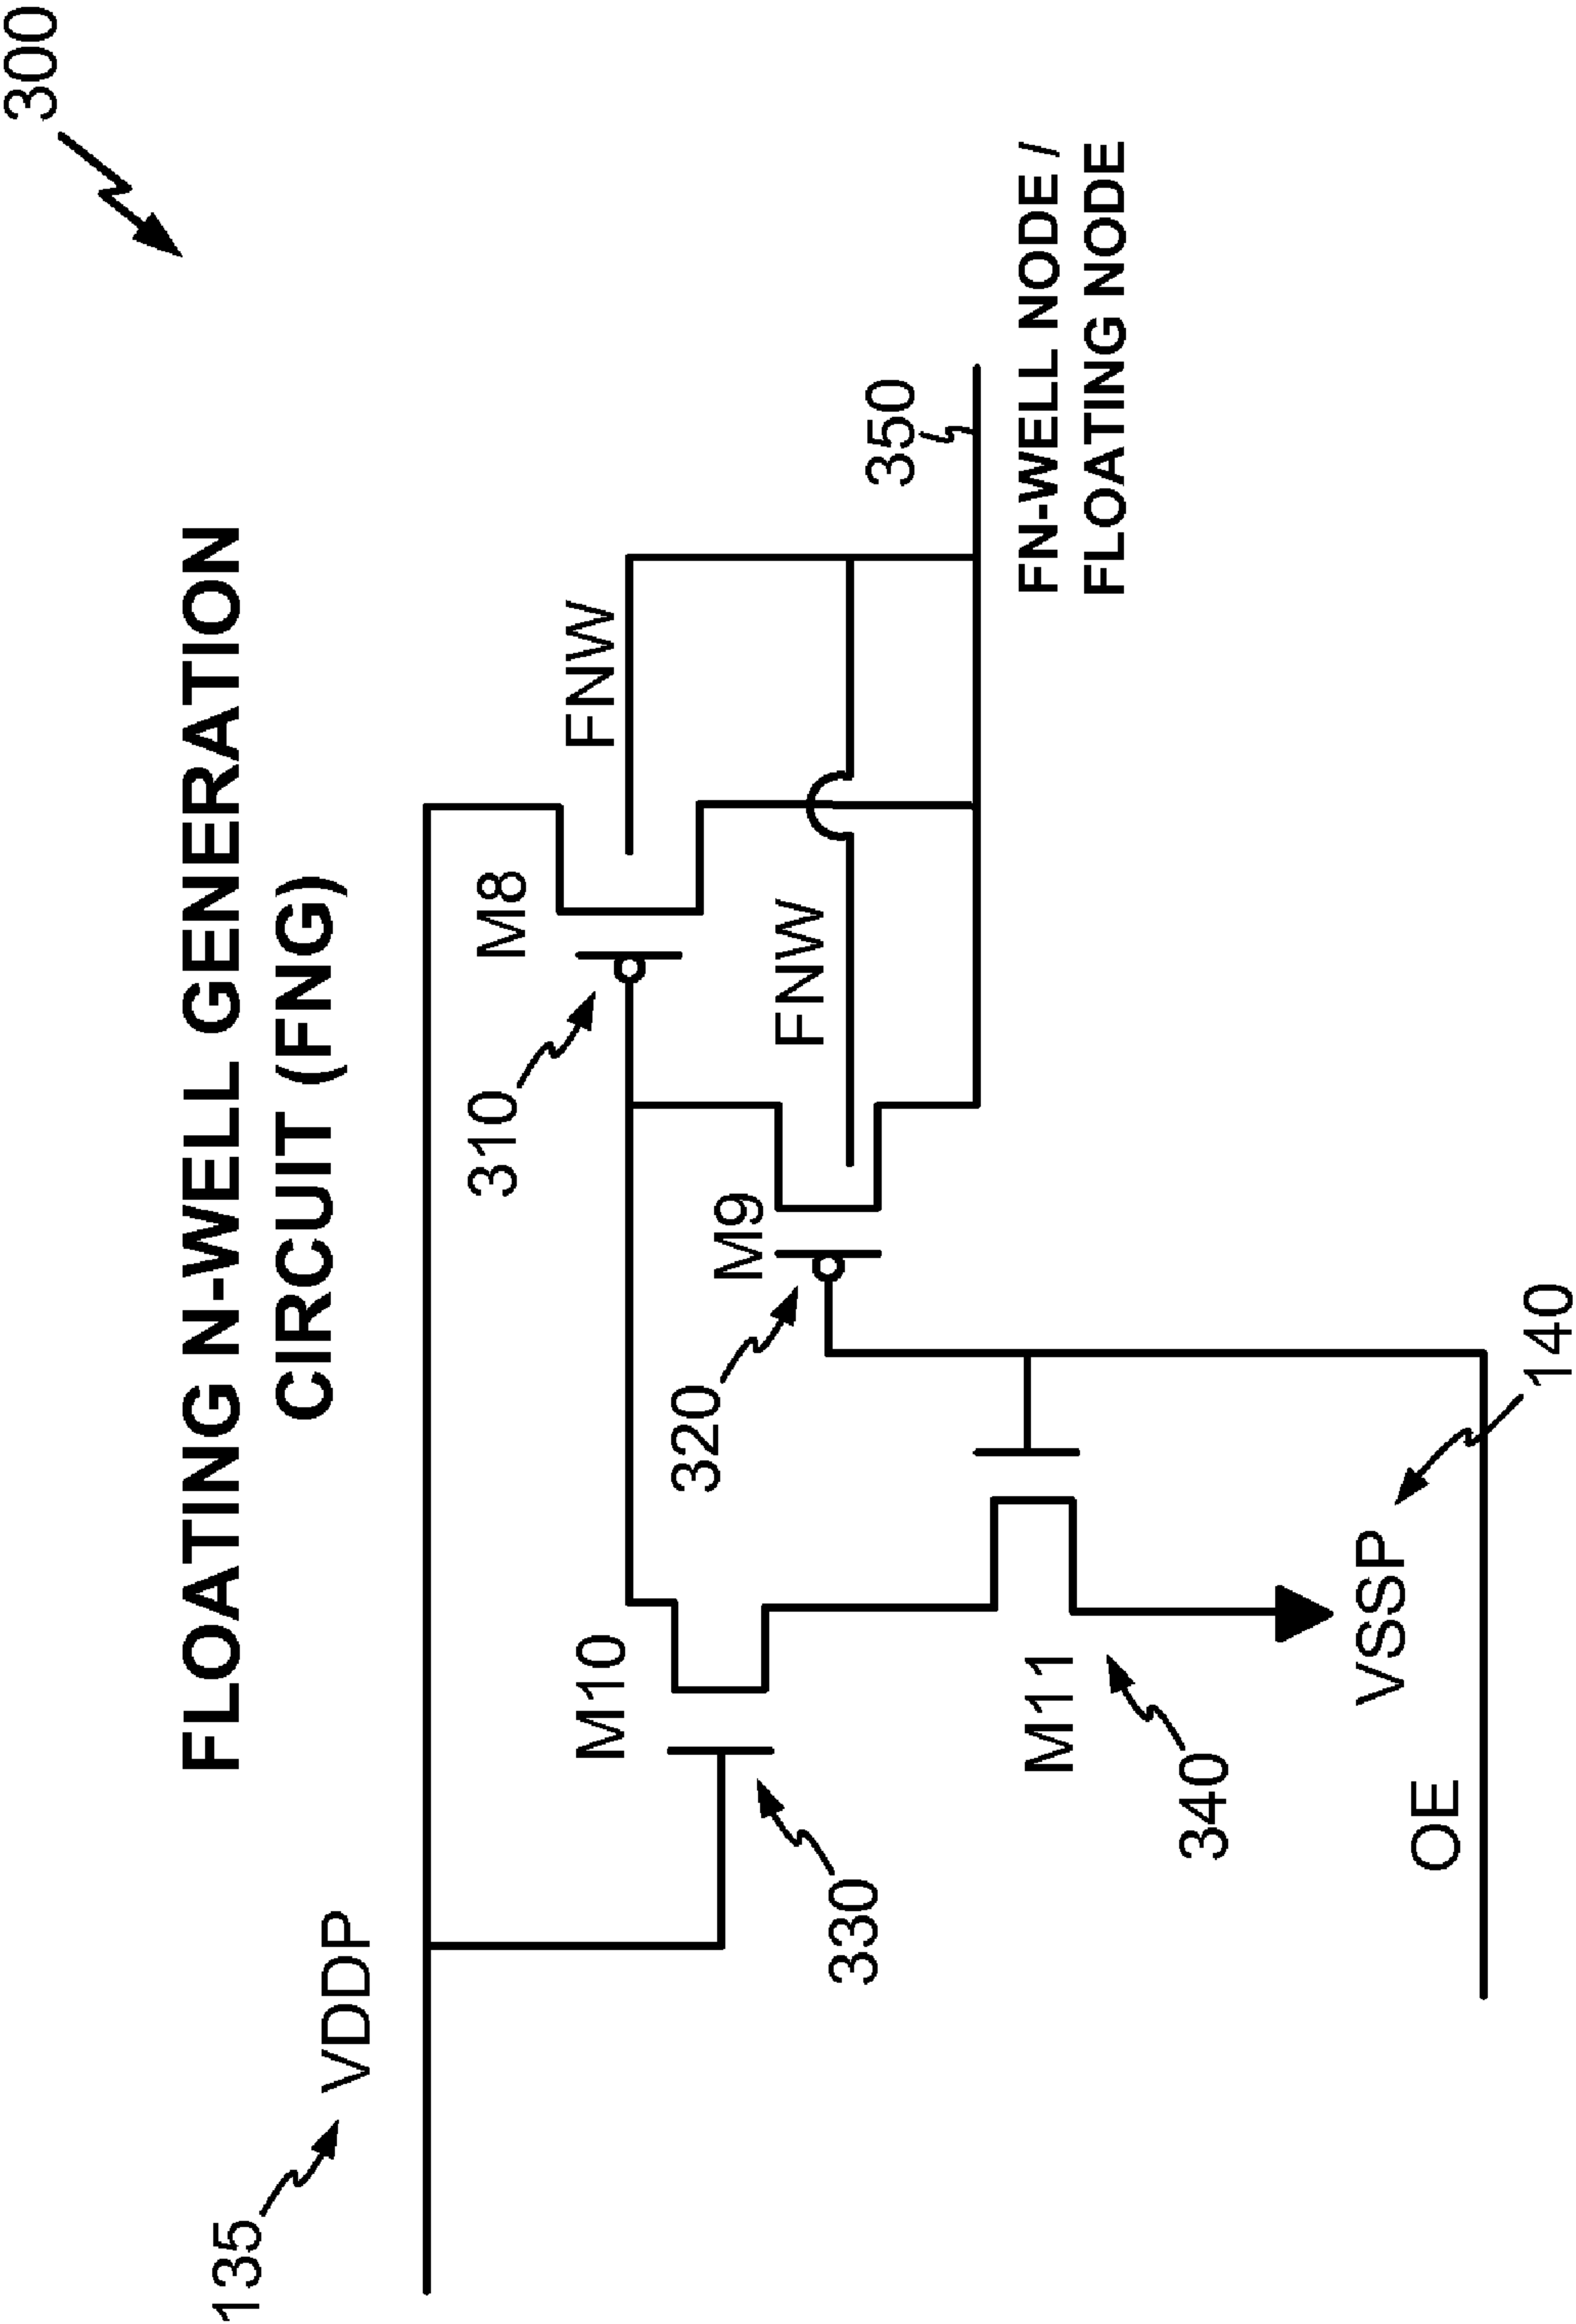 300
FLOATING N-WELL GENERATION
CIRCUIT (FNG)
135
VDDP
M8
310
FNW
M9
320
FNW
350
M10
330
M11
340
FN-WELL NODE /
FLOATING NODE
VSSP
140
OE